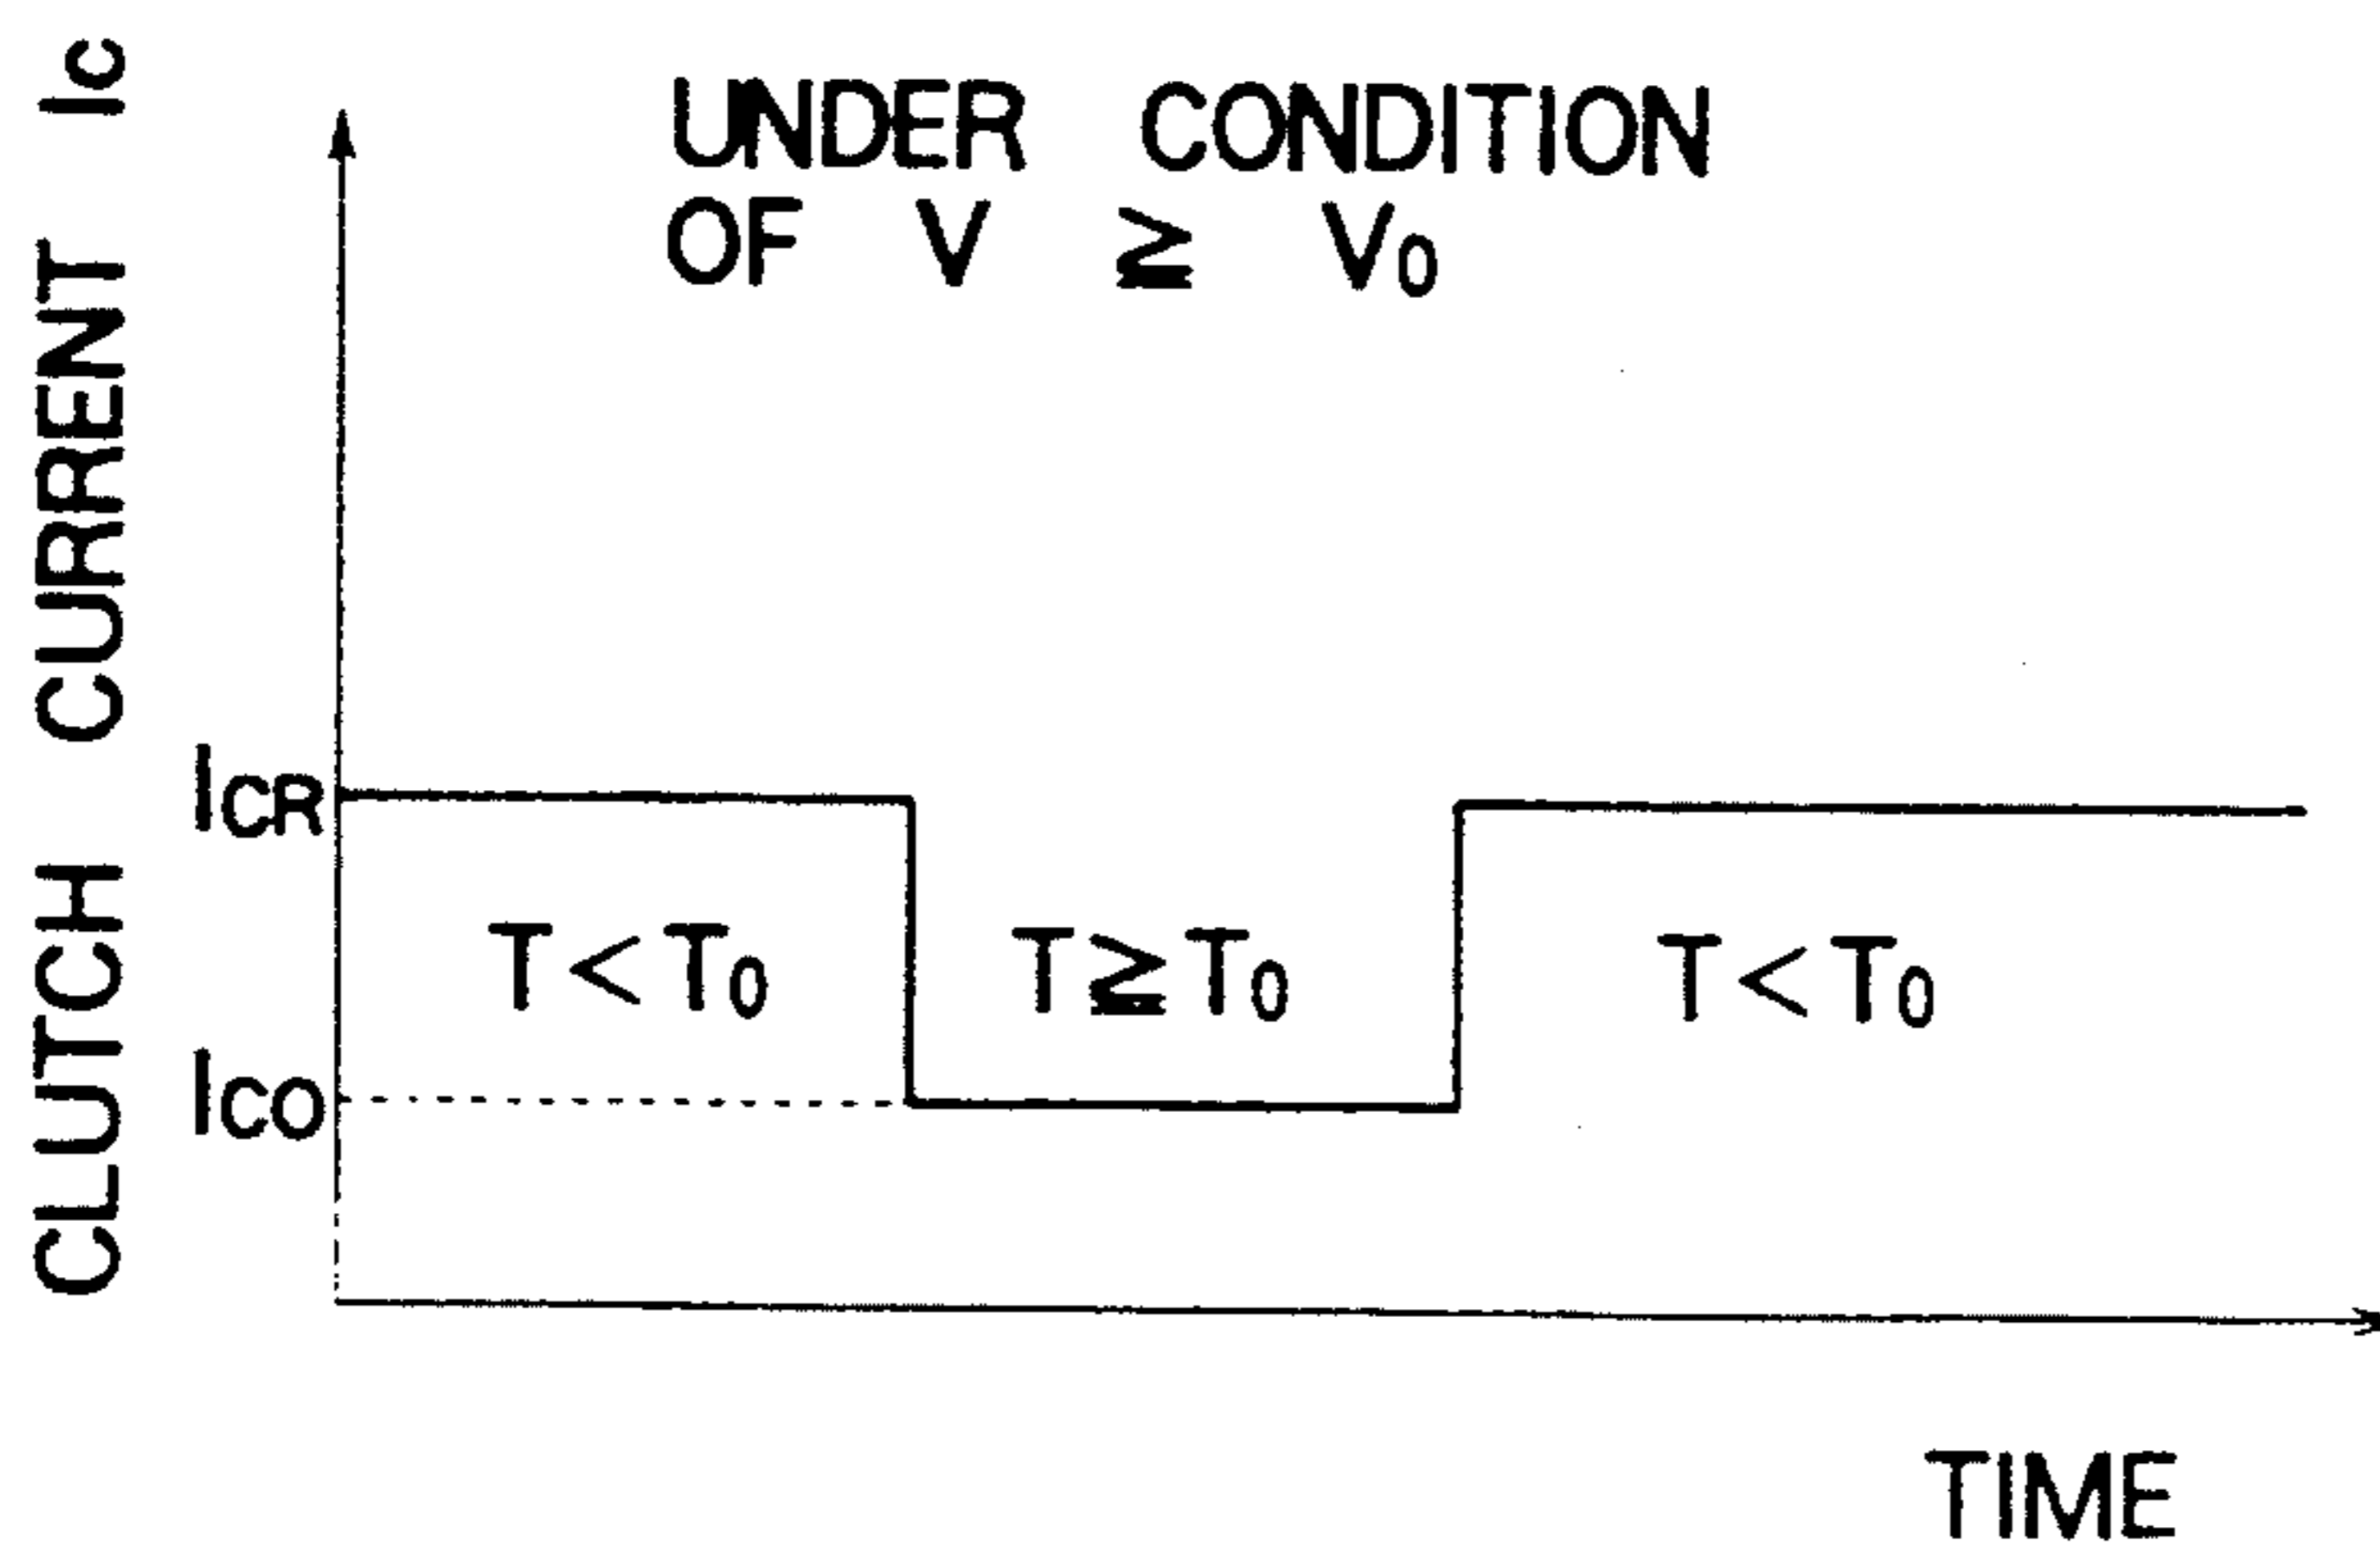 CLUTCH CURRENT Ic
UNDER CONDITION
OF V ≧ V0
ICR
T<T0
T≧T0
T<T0
ICO
TIME